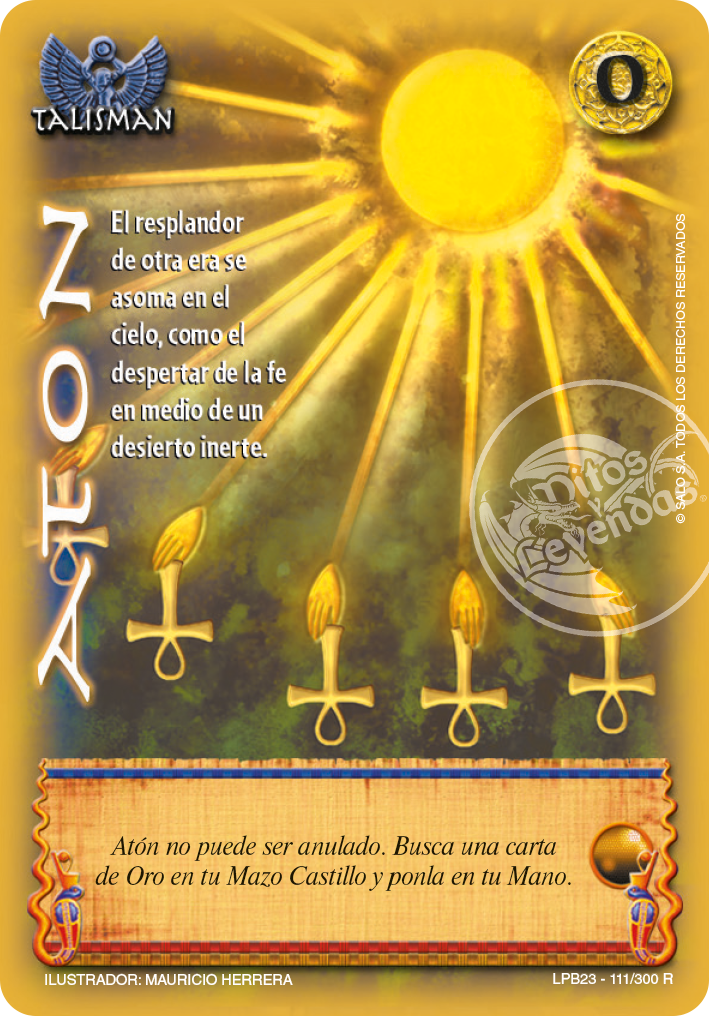 TALISMAN
0
ATON
El resplandor
de otra era se
asoma en el
cielo, como el
despertar de la fe
en medio de un
desierto inerte.
© SALO S.A. TODOS LOS DERECHOS RESERVADOS
Mitos
y
Leyendas®
Atón no puede ser anulado. Busca una carta
de Oro en tu Mazo Castillo y ponla en tu Mano.
ILUSTRADOR: MAURICIO HERRERA
LPB23 - 111/300 R